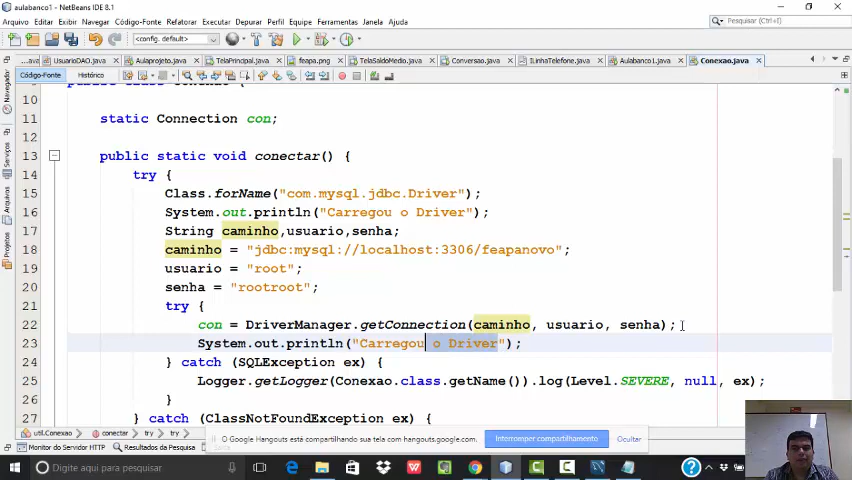 aulabanco1 - NetBeans IDE 8.1
Arquivo Editar Exibir Navegar Código-Fonte Refatorar Executar Depurar Perfil Equipe Ferramentas Janela Ajuda
Pesquisar (Ctrl+I)
<config. default>
...ava UsuarioDAO.java Aulaprojeto.java TelaPrincipal.java feapa.png TelaSaldoMedio.java Conversao.java ILinhaTelefone.java Aulabanco1.java Conexao.java
Código-Fonte Histórico
Navegador
Serviços
Arquivos
Projetos
10
11 static Connection con;
12
13 public static void conectar() {
14 try {
15 Class.forName("com.mysql.jdbc.Driver");
16 System.out.println("Carregou o Driver");
17 String caminho,usuario,senha;
18 caminho = "jdbc:mysql://localhost:3306/feapanovo";
19 usuario = "root";
20 senha = "rootroot";
21 try {
22 con = DriverManager.getConnection(caminho, usuario, senha);
23 System.out.println("Carregou o Driver");
24 } catch (SQLException ex) {
25 Logger.getLogger(Conexao.class.getName()).log(Level.SEVERE, null, ex);
26 } catch (ClassNotFoundException ex) {
27
util.Conexao conectar try try
O Google Hangouts está compartilhando sua tela com hangouts.google.com. Interromper compartilhamento Ocultar
Monitor do Servidor HTTP Resultados da Pesquisa
Digite aqui para pesquisar